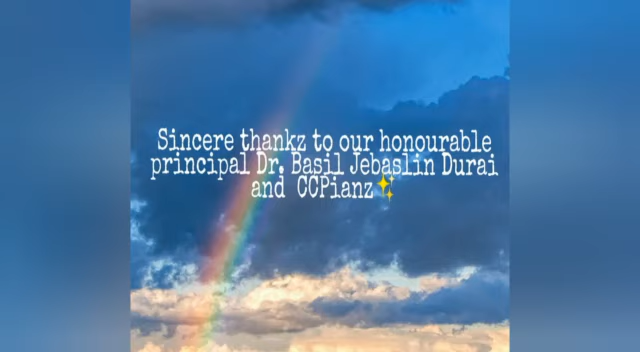 Sincere thankz to our honourable
principal Dr. Basil Jebaslin Durai
and CCPianz✨